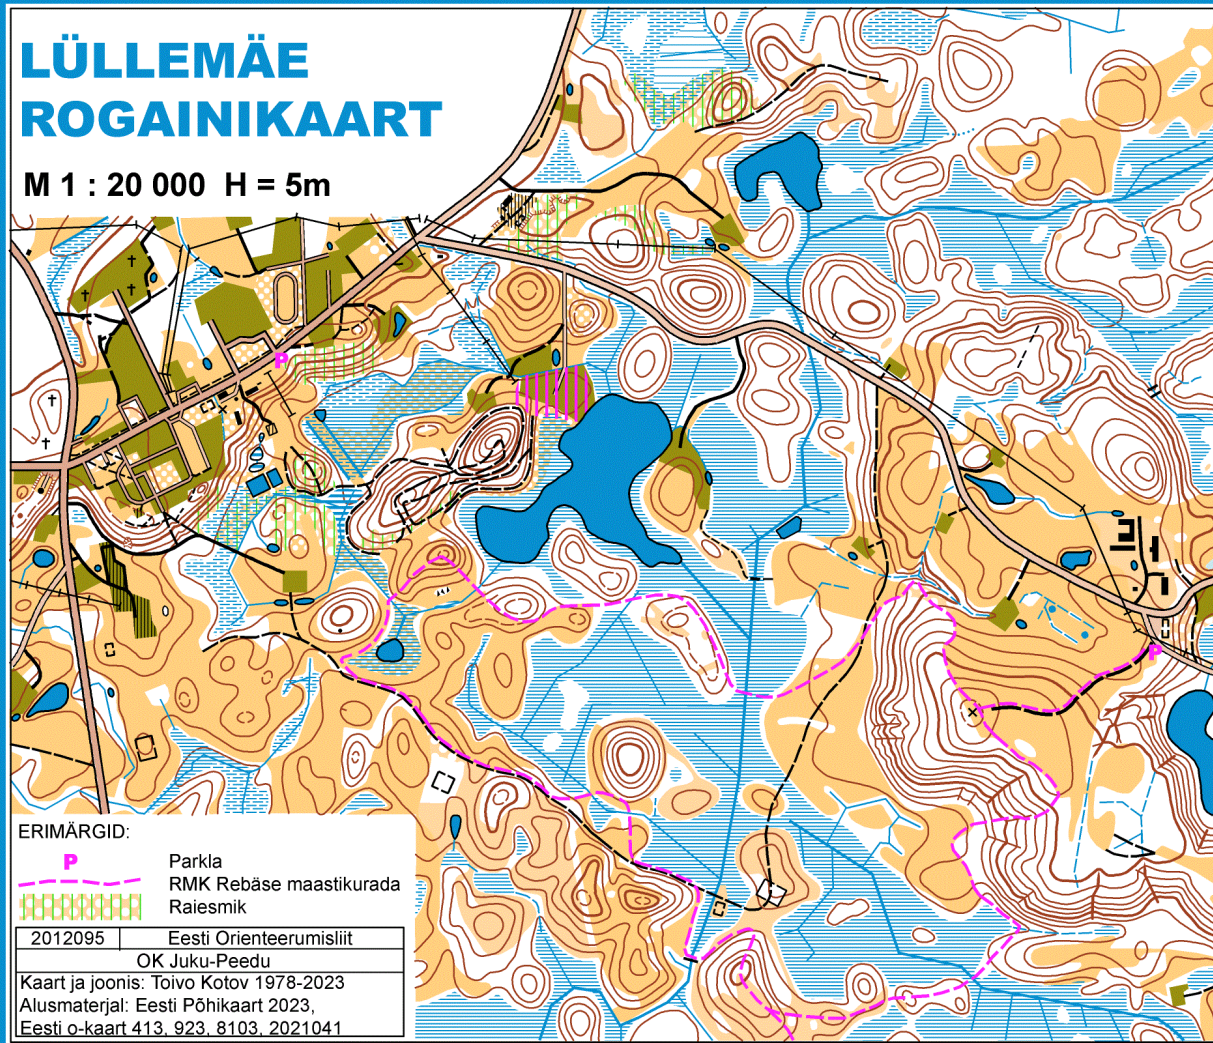 LÜLLEMÄE
ROGAINIKAART
M 1 : 20 000 H = 5m
P
P
ERIMÄRGID:
P Parkla
RMK Rebäse maastikurada
Raiesmik
2012095 Eesti Orienteerumisliit
OK Juku-Peedu
Kaart ja joonis: Toivo Kotov 1978-2023
Alusmaterjal: Eesti Põhikaart 2023,
Eesti o-kaart 413, 923, 8103, 2021041